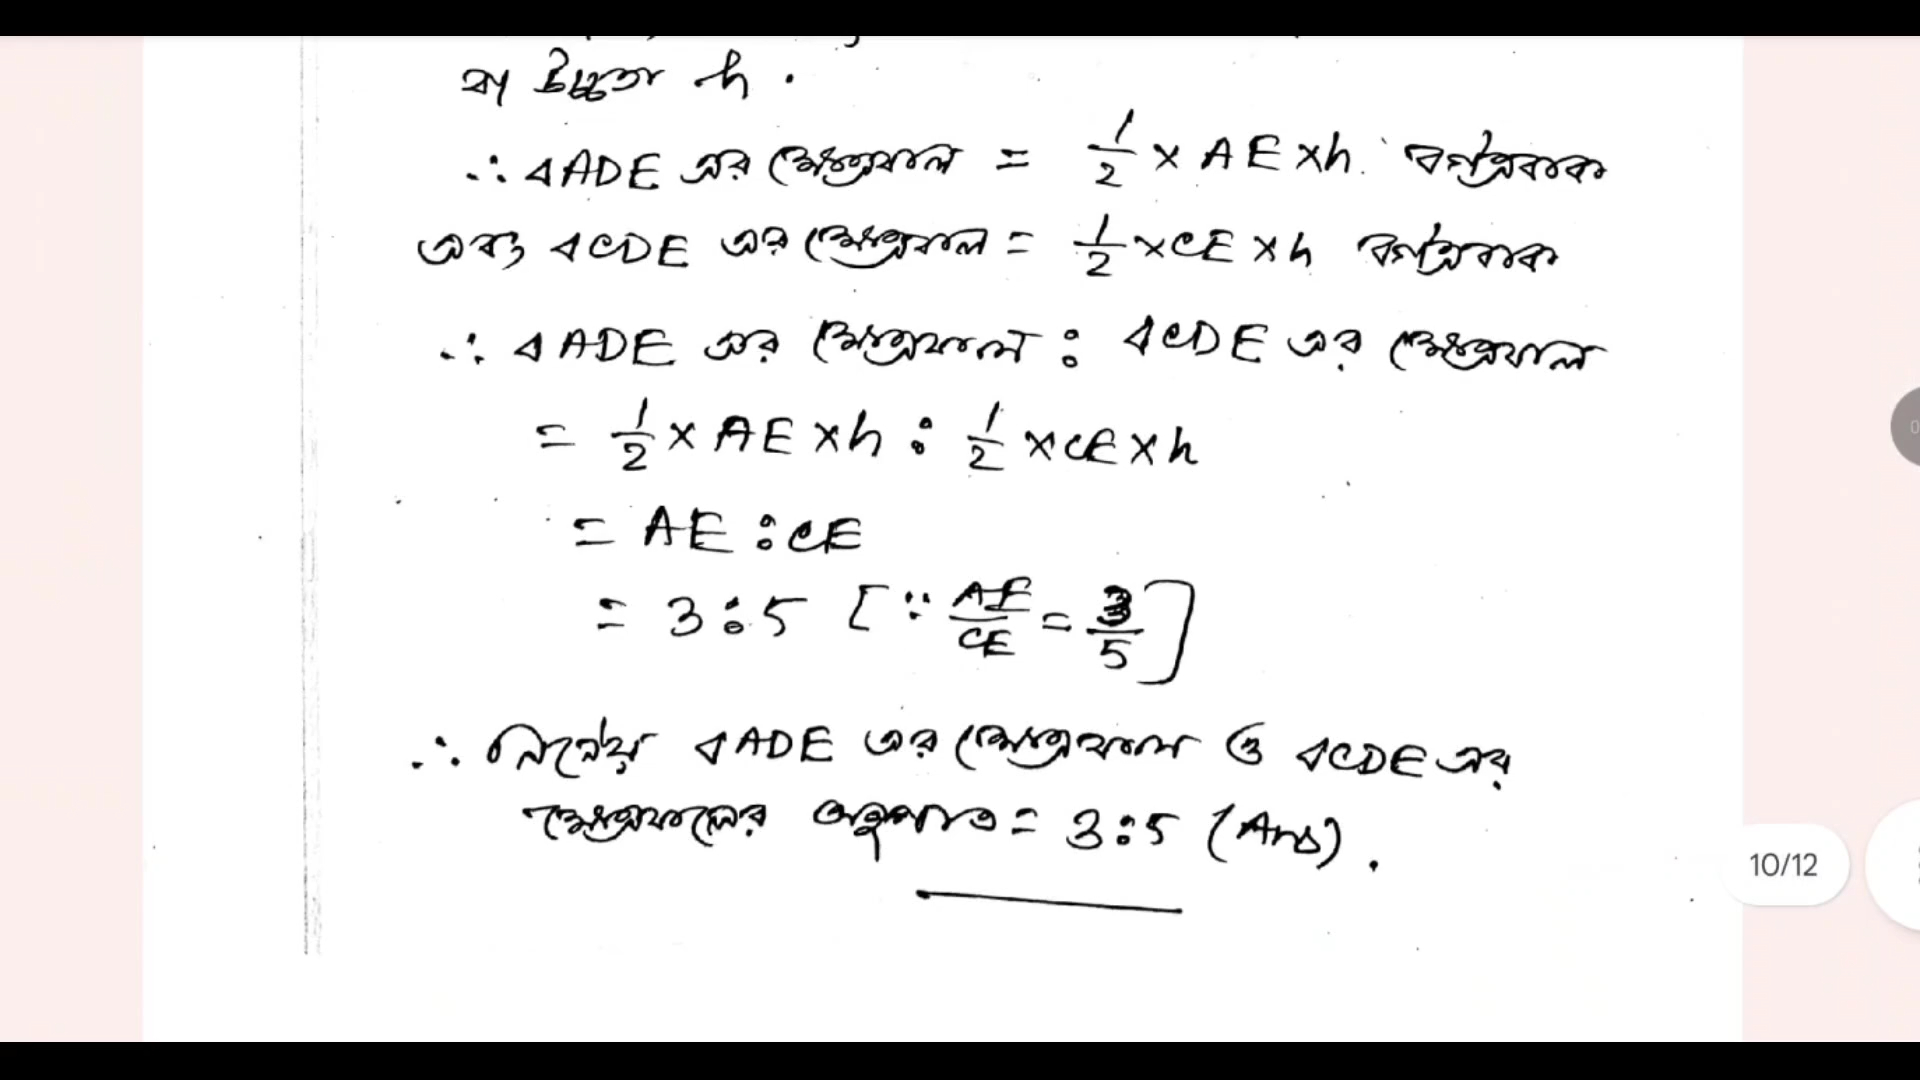 বা উচ্চতা h .
∴ ΔADE এর ক্ষেত্রফল = 1/2 × AE × h. বর্গএকক
এবং ΔCDE এর ক্ষেত্রফল = 1/2 × CE × h বর্গএকক
∴ ΔADE এর ক্ষেত্রফল : ΔCDE এর ক্ষেত্রফল
= 1/2 × AE × h : 1/2 × CE × h
= AE : CE
= 3 : 5 [ ∵ AE/CE = 3/5 ]
∴ নির্ণেয় ΔADE এর ক্ষেত্রফল ও ΔCDE এর
ক্ষেত্রফলের অনুপাত = 3 : 5 (Ans) .
10/12